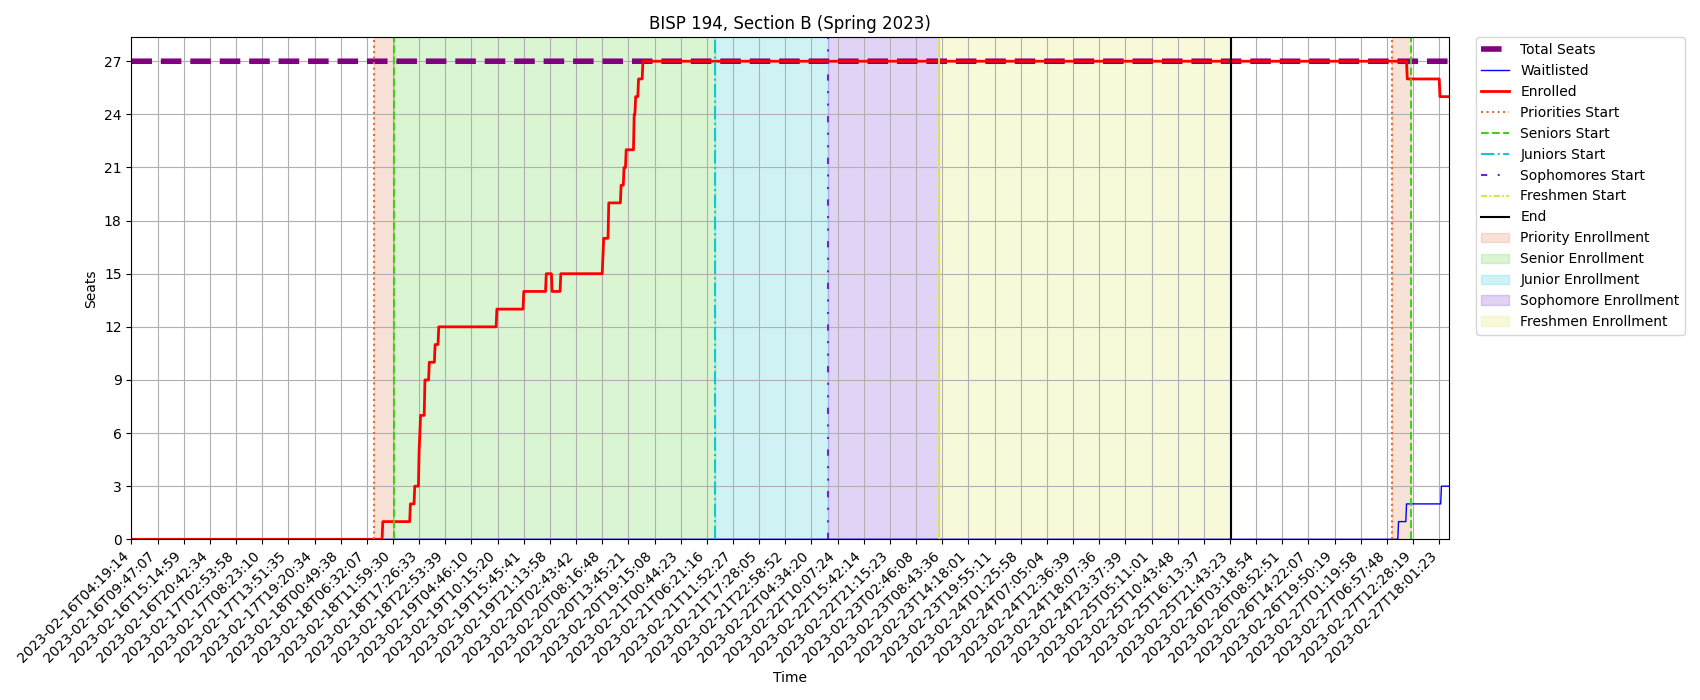 BISP 194, Section B (Spring 2023)
Seats
27
24
21
18
15
12
9
6
3
0
2023-02-16T04:19:14
2023-02-16T09:47:07
2023-02-16T15:14:59
2023-02-16T20:42:34
2023-02-17T02:53:58
2023-02-17T08:23:10
2023-02-17T13:51:35
2023-02-17T19:20:34
2023-02-18T00:49:38
2023-02-18T06:32:07
2023-02-18T11:59:30
2023-02-18T17:26:33
2023-02-18T22:53:39
2023-02-19T04:46:10
2023-02-19T10:15:20
2023-02-19T15:45:41
2023-02-19T21:13:58
2023-02-20T02:43:42
2023-02-20T08:16:48
2023-02-20T13:45:21
2023-02-20T19:15:08
2023-02-21T00:44:23
2023-02-21T06:21:16
2023-02-21T11:52:27
2023-02-21T17:28:05
2023-02-21T22:58:52
2023-02-22T04:34:20
2023-02-22T10:07:24
2023-02-22T15:42:14
2023-02-22T21:15:23
2023-02-23T02:46:08
2023-02-23T08:43:36
2023-02-23T14:18:01
2023-02-23T19:55:11
2023-02-24T01:25:58
2023-02-24T07:05:04
2023-02-24T12:36:39
2023-02-24T18:07:36
2023-02-24T23:37:39
2023-02-25T05:11:01
2023-02-25T10:43:48
2023-02-25T16:13:37
2023-02-25T21:43:23
2023-02-26T03:18:54
2023-02-26T08:52:51
2023-02-26T14:22:07
2023-02-26T19:50:19
2023-02-27T01:19:58
2023-02-27T06:57:48
2023-02-27T12:28:19
2023-02-27T18:01:23
Time
Total Seats
Waitlisted
Enrolled
Priorities Start
Seniors Start
Juniors Start
Sophomores Start
Freshmen Start
End
Priority Enrollment
Senior Enrollment
Junior Enrollment
Sophomore Enrollment
Freshmen Enrollment